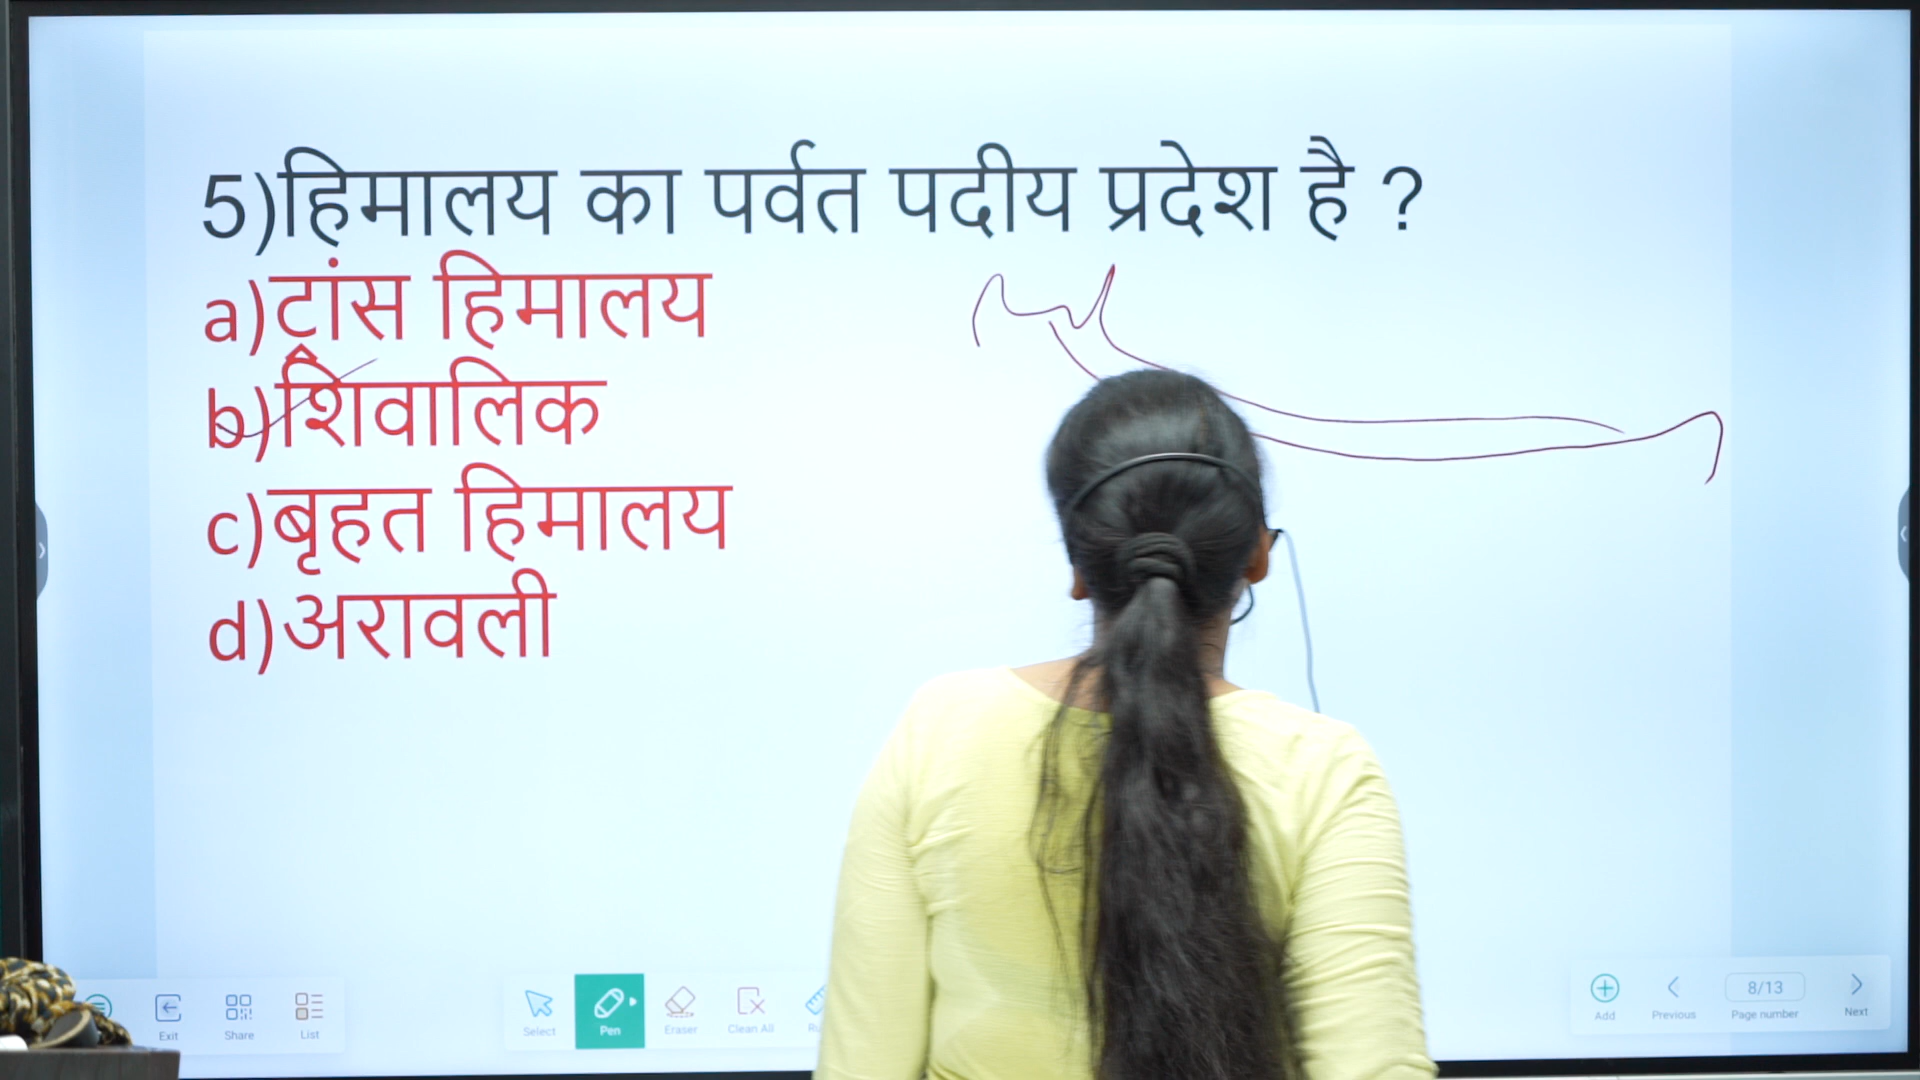 5)हिमालय का पर्वत पदीय प्रदेश है ?
a)ट्रांस हिमालय
b)शिवालिक
c)बृहत हिमालय
d)अरावली
Exit
Share
List
Select
Pen
Eraser
Clean All
Add
Previous
8/13
Page number
Next